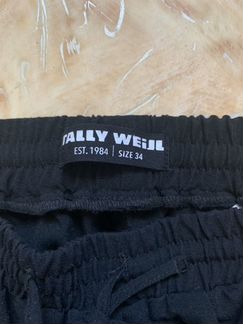 TALLY WEiJL
EST. 1984 | SIZE 34